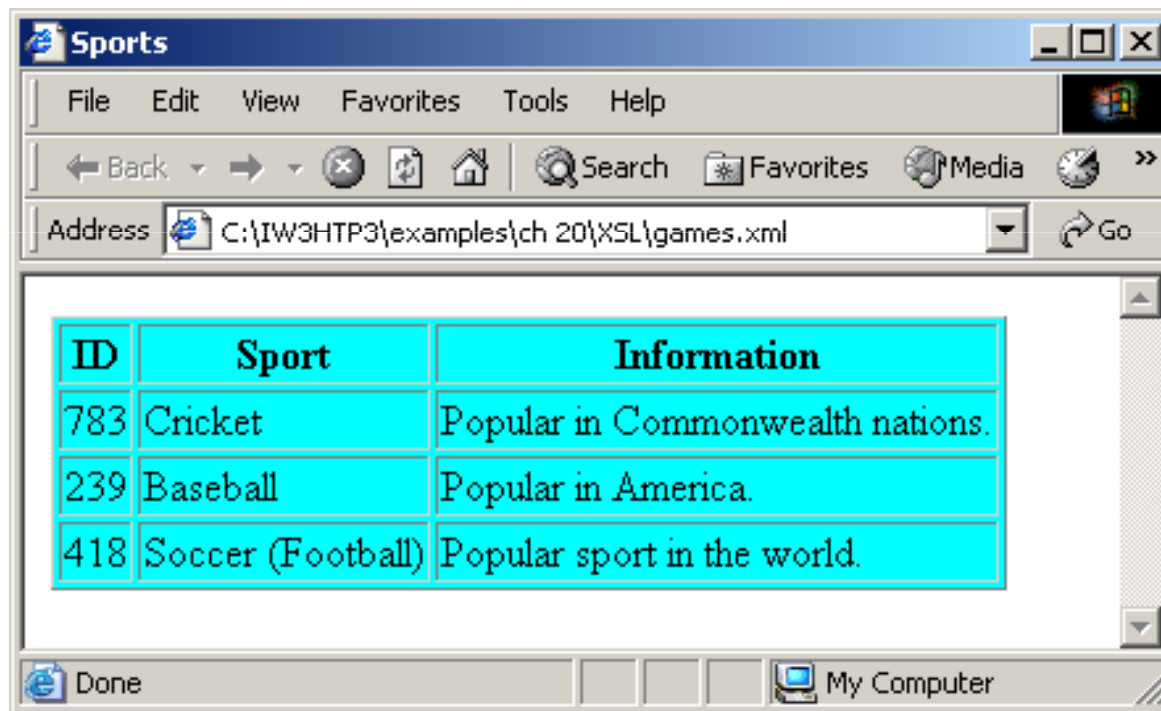 Sports
File Edit View Favorites Tools Help
Back Search Favorites Media »
Address C:\IW3HTP3\examples\ch 20\XSL\games.xml Go
ID Sport Information
783 Cricket Popular in Commonwealth nations.
239 Baseball Popular in America.
418 Soccer (Football) Popular sport in the world.
Done My Computer